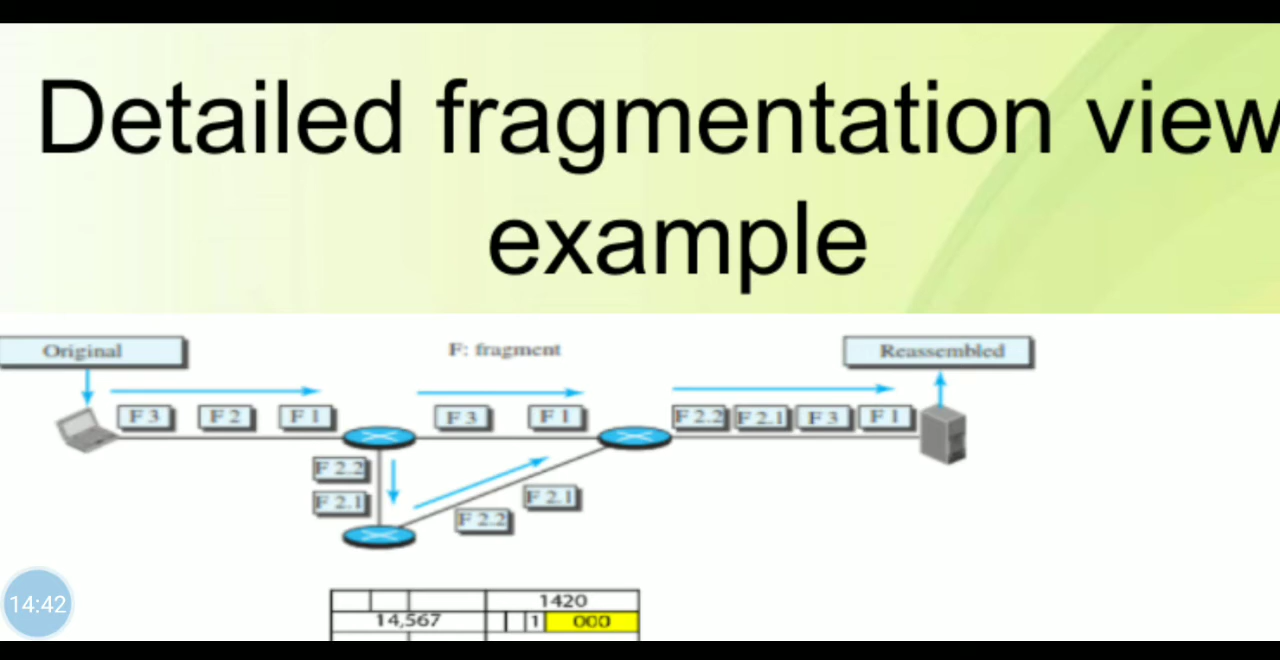 Detailed fragmentation view
example
Original
F: fragment
Reassembled
F 3 F 2 F 1 F 3 F 1 F 2.2 F 2.1 F 3 F 1
F 2.2
F 2.1
F 2.1
F 2.2
14:42
1420
14,567 1 000